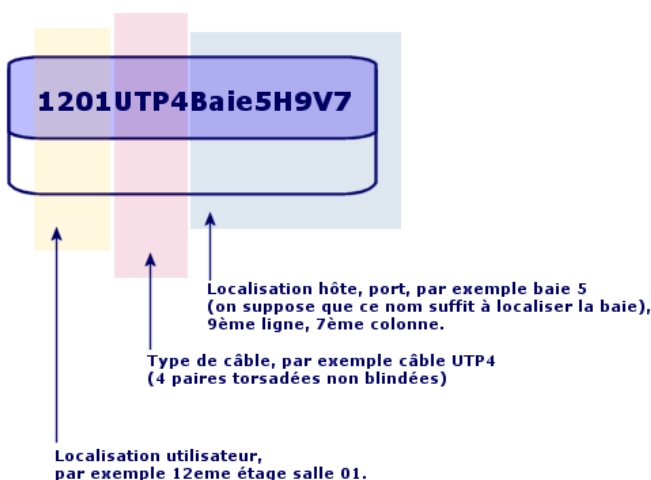 1201UTP4Baie5H9V7
Localisation hôte, port, par exemple baie 5
(on suppose que ce nom suffit à localiser la baie),
9ème ligne, 7ème colonne.
Type de câble, par exemple câble UTP4
(4 paires torsadées non blindées)
Localisation utilisateur,
par exemple 12eme étage salle 01.